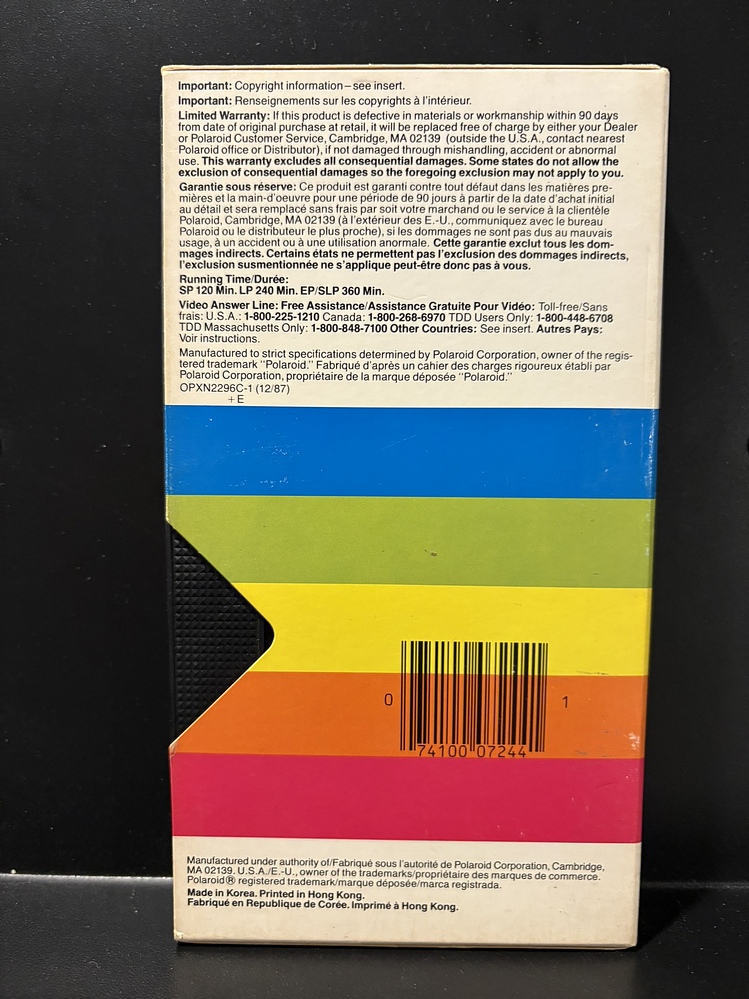 Important: Copyright information – see insert.
Important: Renseignements sur les copyrights à l'intérieur.
Limited Warranty: If this product is defective in materials or workmanship within 90 days
from date of original purchase at retail, it will be replaced free of charge by either your Dealer
or Polaroid Customer Service, Cambridge, MA 02139 (outside the U.S.A., contact nearest
Polaroid office or Distributor), if not damaged through mishandling, accident or abnormal
use. This warranty excludes all consequential damages. Some states do not allow the
exclusion of consequential damages so the foregoing exclusion may not apply to you.
Garantie sous réserve: Ce produit est garanti contre tout défaut dans les matières pre-
mières et la main-d'oeuvre pour une période de 90 jours à partir de la date d'achat initial
au détail et sera remplacé sans frais par soit votre marchand ou le service à la clientèle
Polaroid, Cambridge, MA 02139 (à l'extérieur des E.-U., communiquez avec le bureau
Polaroid ou le distributeur le plus proche), si les dommages ne sont pas dus au mauvais
usage, à un accident ou à une utilisation anormale. Cette garantie exclut tous les dom-
mages indirects. Certains états ne permettent pas l'exclusion des dommages indirects,
l'exclusion susmentionnée ne s'applique peut-être donc pas à vous.
Running Time/Durée:
SP 120 Min. LP 240 Min. EP/SLP 360 Min.
Video Answer Line: Free Assistance/Assistance Gratuite Pour Vidéo: Toll-free/Sans
frais: U.S.A.: 1-800-225-1210 Canada: 1-800-268-6970 TDD Users Only: 1-800-448-6708
TDD Massachusetts Only: 1-800-848-7100 Other Countries: See insert. Autres Pays:
Voir instructions.
Manufactured to strict specifications determined by Polaroid Corporation, owner of the regis-
tered trademark "Polaroid." Fabriqué d'après un cahier des charges rigoureux établi par
Polaroid Corporation, propriétaire de la marque déposée "Polaroid."
OPXN2296C-1 (12/87)
+E
0 74100 07244 1
Manufactured under authority of/Fabriqué sous l'autorité de Polaroid Corporation, Cambridge,
MA 02139. U.S.A./E.-U., owner of the trademarks/propriétaire des marques de commerce.
Polaroid® registered trademark/marque déposée/marca registrada.
Made in Korea. Printed in Hong Kong.
Fabriqué en Republique de Corée. Imprimé à Hong Kong.